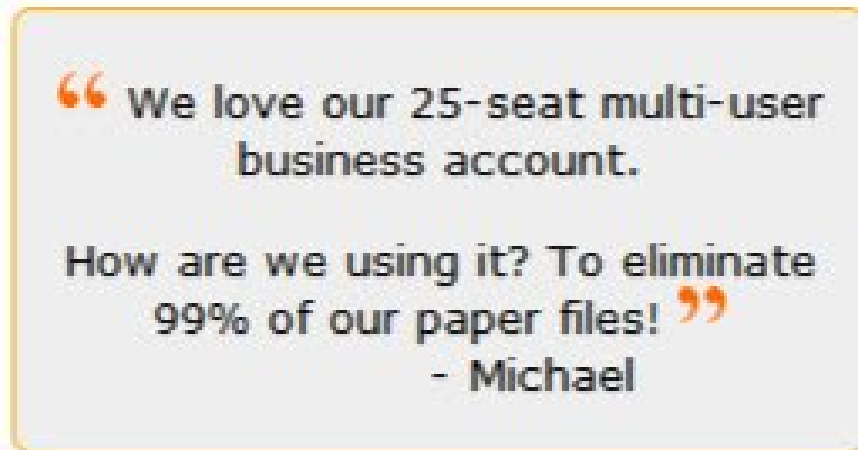 “ We love our 25-seat multi-user
business account.
How are we using it? To eliminate
99% of our paper files! ”
- Michael